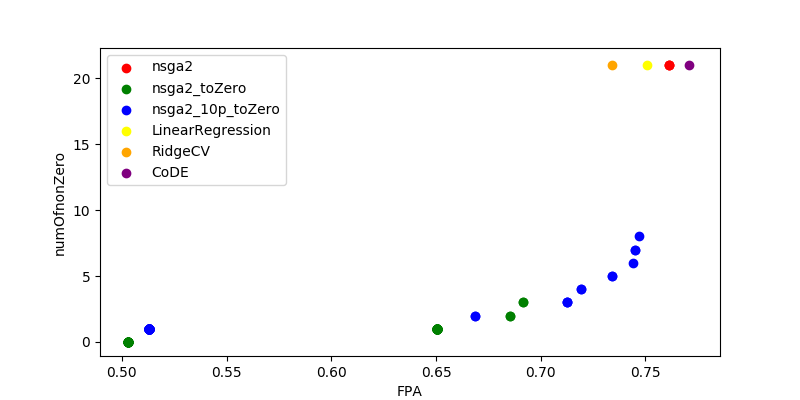 nsga2
nsga2_toZero
nsga2_10p_toZero
LinearRegression
RidgeCV
CoDE
numOfnonZero
20
15
10
5
0
0.50 0.55 0.60 0.65 0.70 0.75
FPA